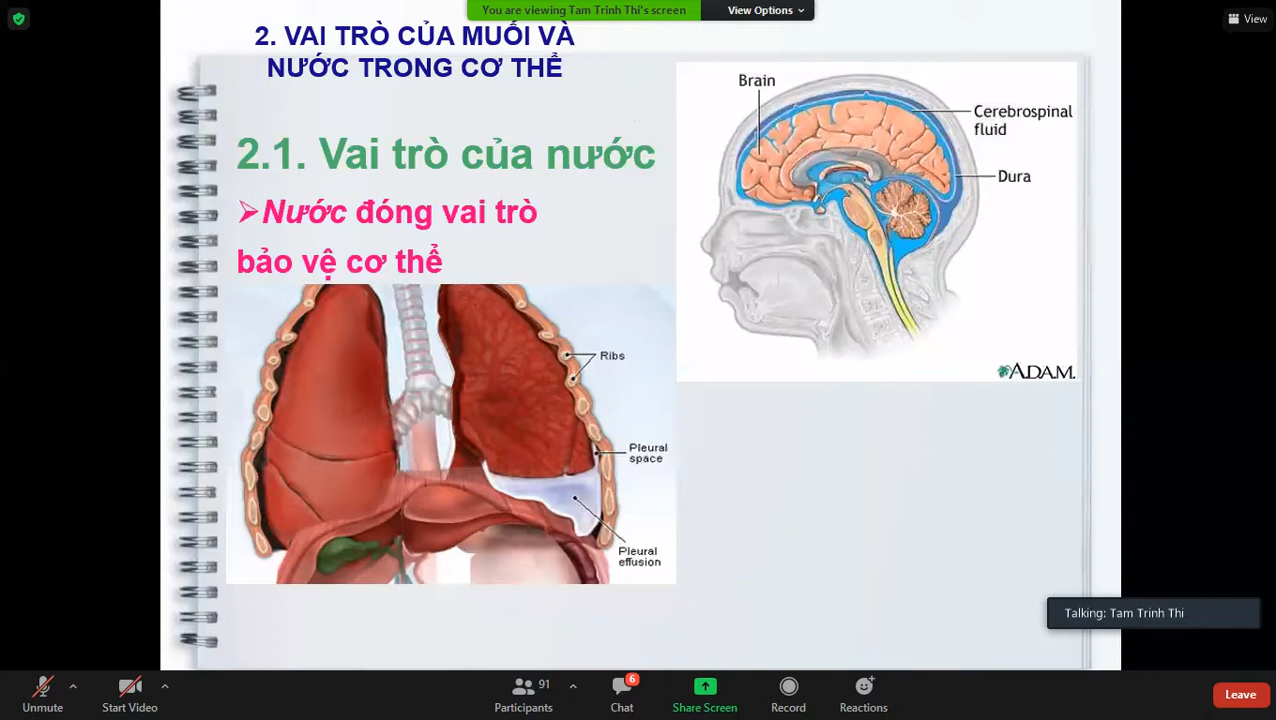 You are viewing Tam Trinh Thi's screen
View Options
View
2. VAI TRÒ CỦA MUỐI VÀ
NƯỚC TRONG CƠ THỂ
2.1. Vai trò của nước
➢Nước đóng vai trò
bảo vệ cơ thể
Brain
Cerebrospinal
fluid
Dura
A.D.A.M.
Ribs
Pleural
space
Pleural
effusion
Talking: Tam Trinh Thi
Unmute
Start Video
91
Participants
6
Chat
Share Screen
Record
Reactions
Leave